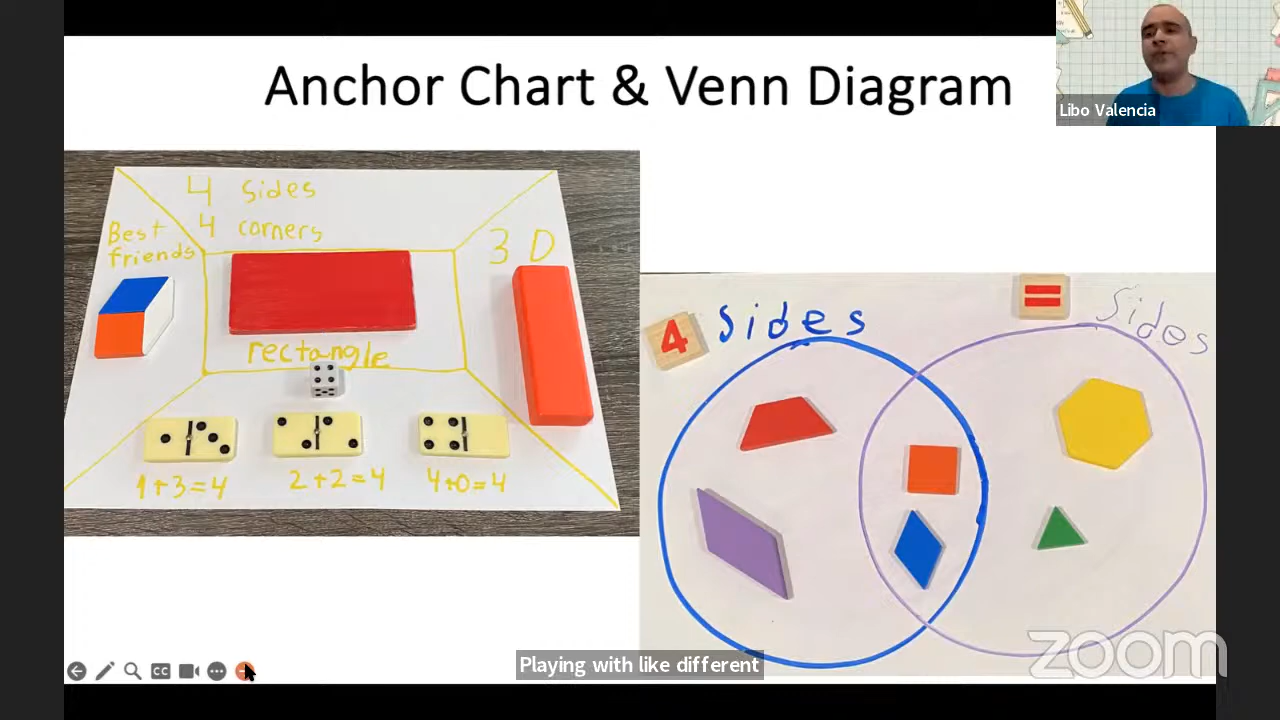 Anchor Chart & Venn Diagram
Libo Valencia
4 sides
4 corners
Best
friends
3 D
rectangle
1+3=4
2+2=4
4+0=4
4 sides
= sides
Playing with like different
CC
zoom